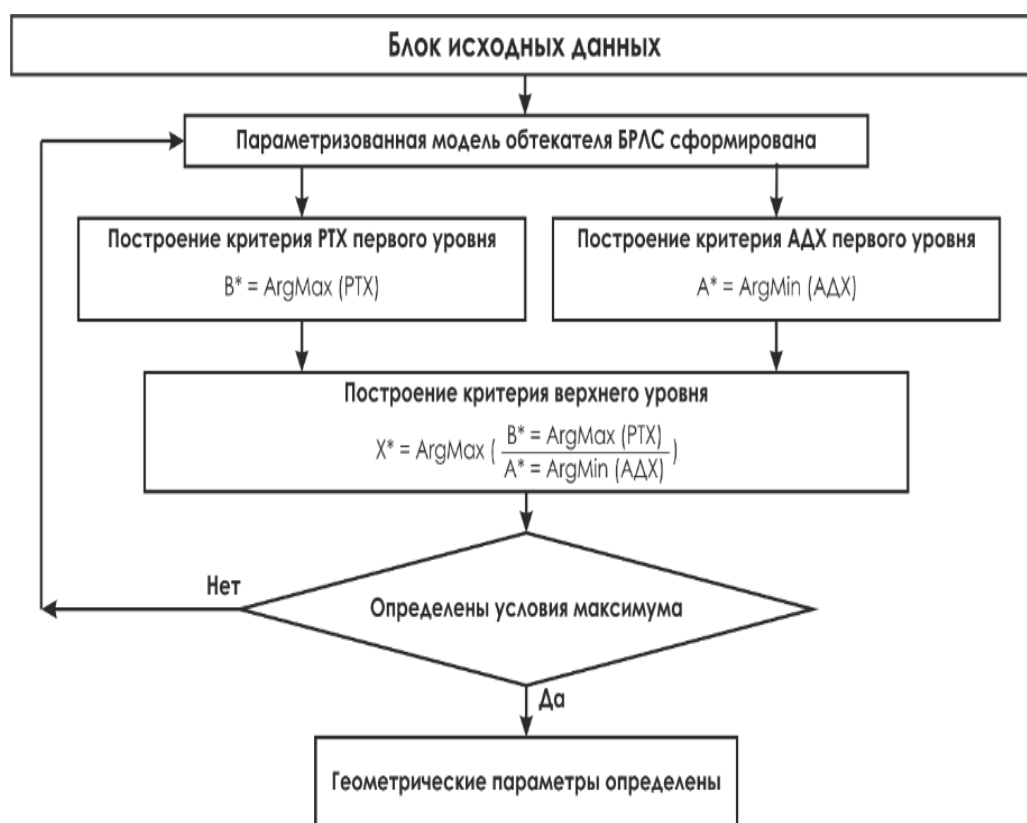 Блок исходных данных
Параметризованная модель обтекателя БРЛС сформирована
Построение критерия РТХ первого уровня
B* = ArgMax (РТХ)
Построение критерия АДХ первого уровня
A* = ArgMin (АДХ)
Построение критерия верхнего уровня
X* = ArgMax ( B* = ArgMax (РТХ) / A* = ArgMin (АДХ) )
Определены условия максимума
Нет
Да
Геометрические параметры определены